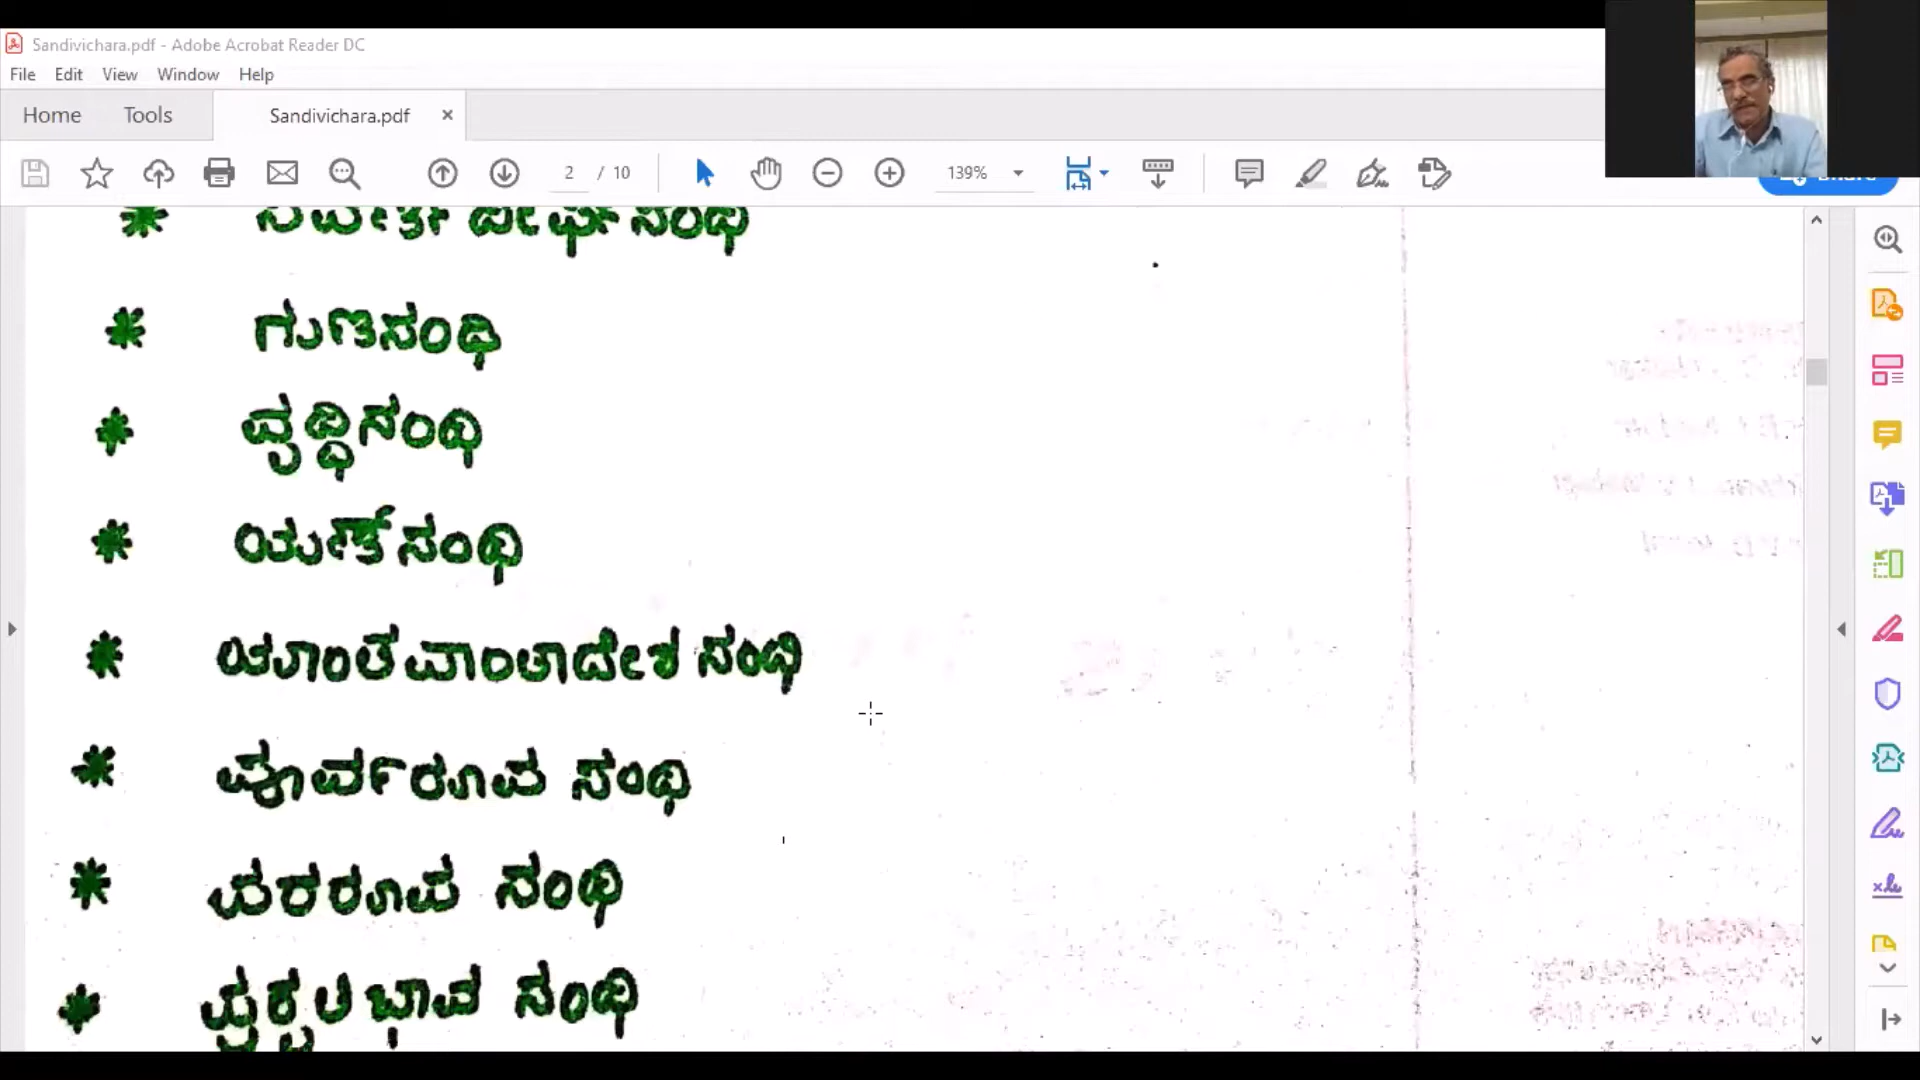 Sandivichara.pdf - Adobe Acrobat Reader DC
File Edit View Window Help
Home Tools Sandivichara.pdf ×
2 / 10 139%
ಸವರ್ಣ ದೀರ್ಘ ಸಂಧಿ
ಗುಣಸಂಧಿ
ವೃದ್ಧಿಸಂಧಿ
ಯಣ್ ಸಂಧಿ
ಯಾಂತವಾಂತಾದೇಶ ಸಂಧಿ
ಪೂರ್ವರೂಪ ಸಂಧಿ
ಪರರೂಪ ಸಂಧಿ
ಸಂಧಿ